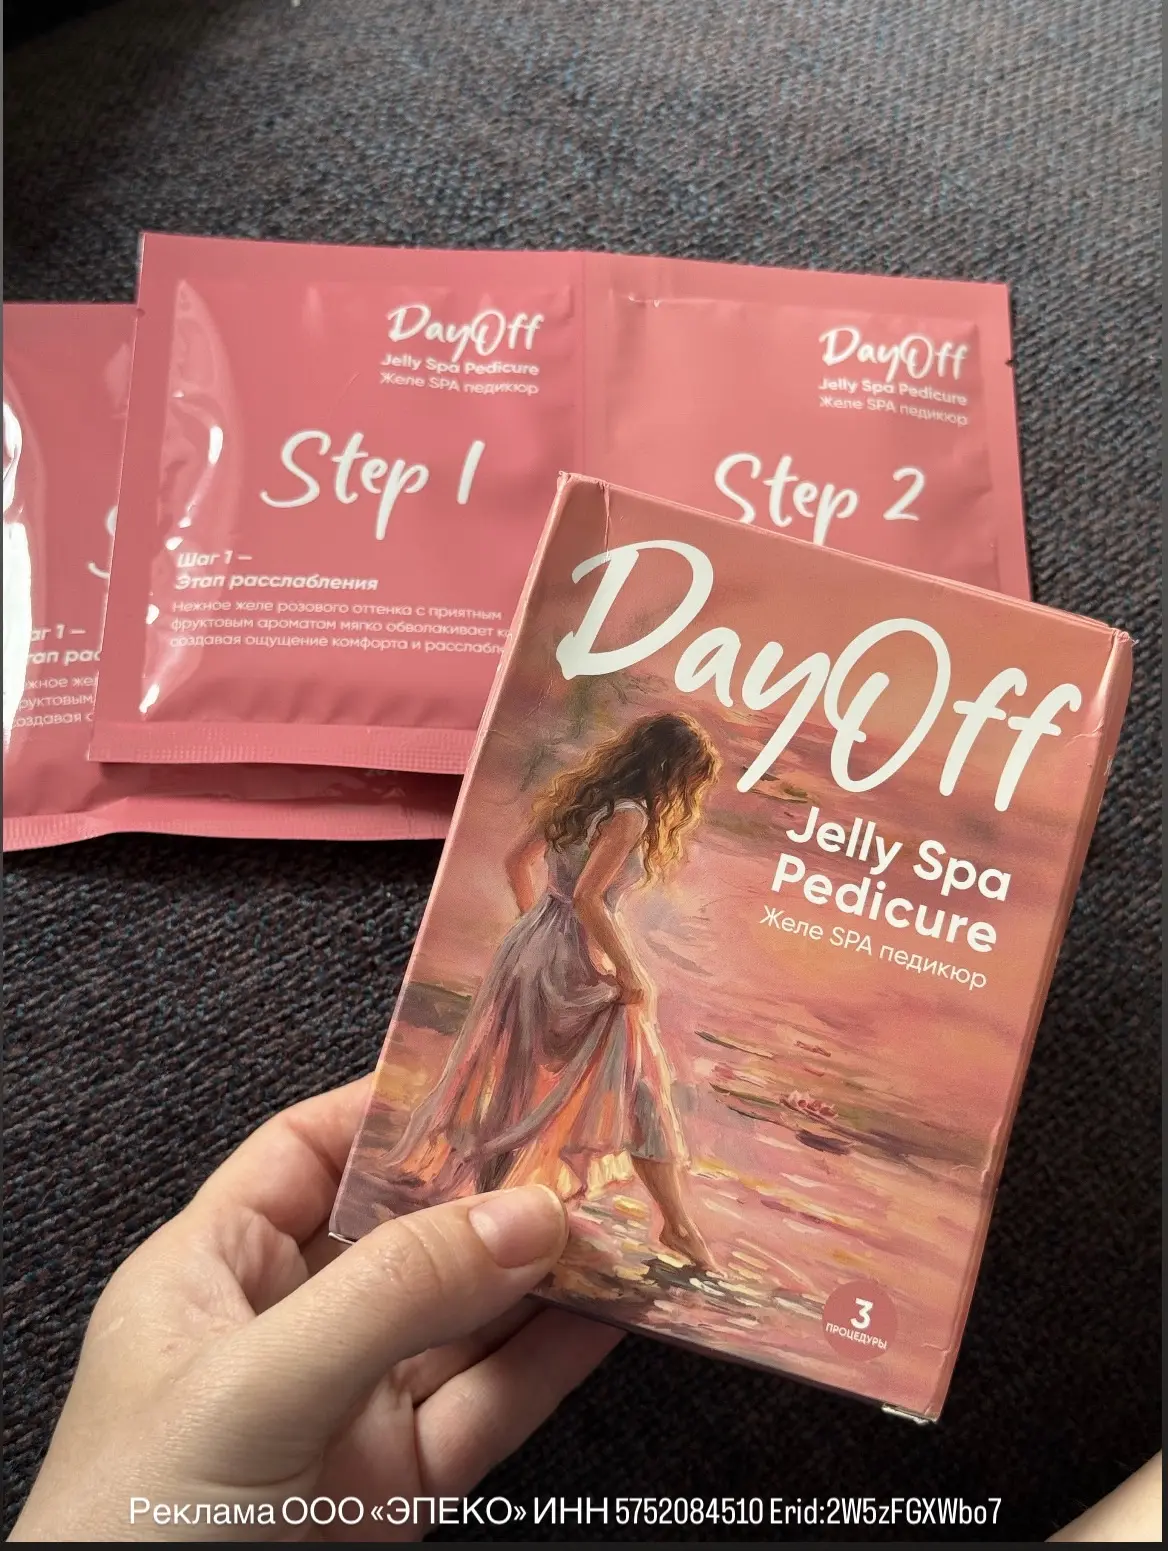 DayOff
Jelly Spa Pedicure
Желе SPA педикюр
Step 1
Шаг 1 –
Этап расслабления
Нежное желе розового оттенка с приятным
фруктовым ароматом мягко обволакивает
создавая ощущение комфорта и
DayOff
Jelly Spa Pedicure
Желе SPA педикюр
Step 2
DayOff
Jelly Spa
Pedicure
Желе SPA педикюр
3
ПРОЦЕДУРЫ
Реклама ООО «ЭПЕКО» ИНН 5752084510 Erid:2W5zFGXWbo7